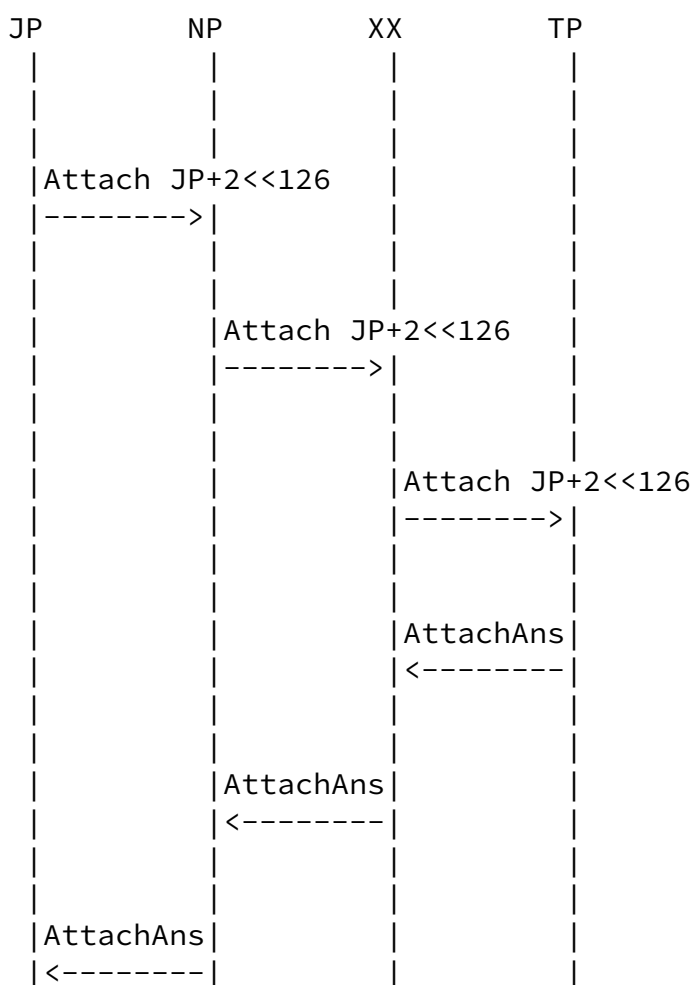 JP NP XX TP
Attach JP+2<<126
-------->
Attach JP+2<<126
-------->
Attach JP+2<<126
-------->
AttachAns
<--------
AttachAns
<--------
AttachAns
<--------